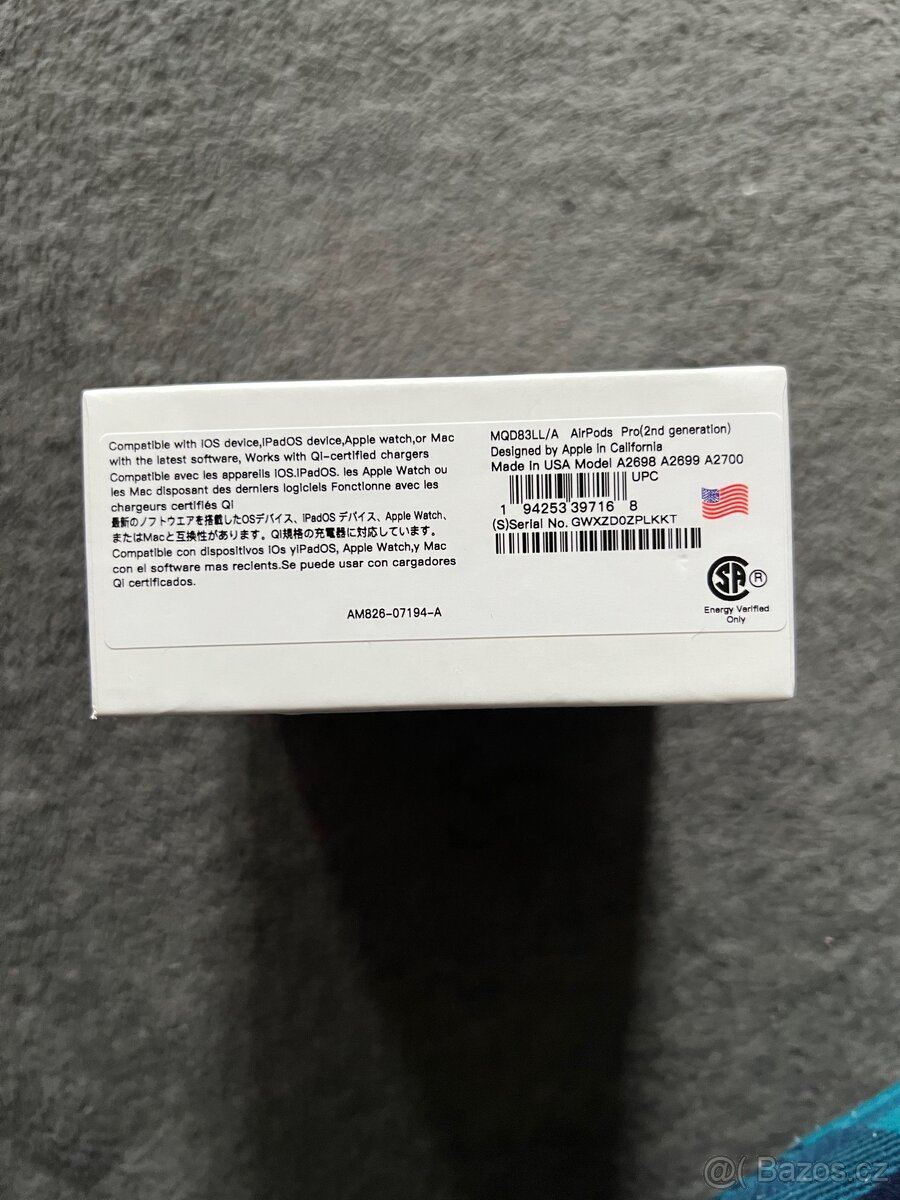 Compatible with IOS device,IPadOS device,Apple watch,or Mac
with the latest software, Works with QI-certified chargers
Compatible avec les appareils IOS.IPadOS. les Apple Watch ou
les Mac disposant des derniers logiciels Fonctionne avec les
chargeurs certifiés Qi
最新のノフトウエアを搭載したOSデバイス、IPadOS デバイス、Apple Watch、
またはMacと互換性があります。QI規格の充電器に対応しています。
Compatible con dispositivos IOs yIPadOS, Apple Watch,y Mac
con el software mas recients.Se puede usar con cargadores
Qi certificados.
AM826-07194-A
MQD83LL/A AirPods Pro(2nd generation)
Designed by Apple in California
Made In USA Model A2698 A2699 A2700
UPC
1 94253 39716 8
(S)Serial No. GWXZD0ZPLKKT
SA ®
Energy Verified
Only
@( Bazos.cz